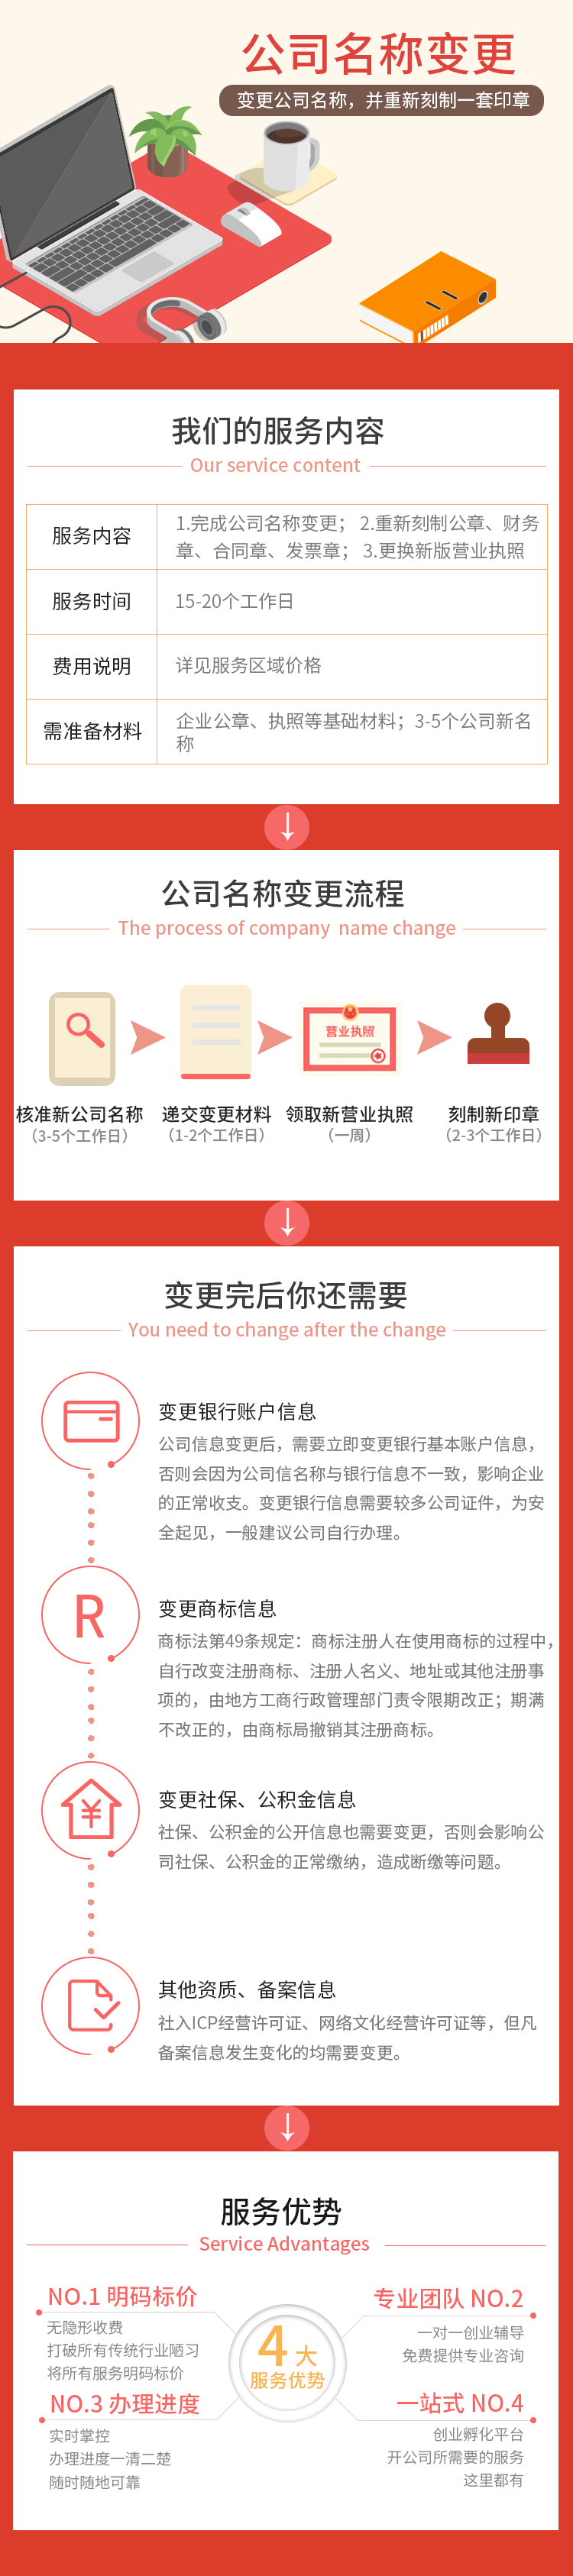 公司名称变更
变更公司名称，并重新刻制一套印章
我们的服务内容
Our service content
服务内容
1.完成公司名称变更； 2.重新刻制公章、财务
章、合同章、发票章； 3.更换新版营业执照
服务时间
15-20个工作日
费用说明
详见服务区域价格
需准备材料
企业公章、执照等基础材料；3-5个公司新名
称
公司名称变更流程
The process of company name change
营业执照
核准新公司名称
（3-5个工作日）
递交变更材料
（1-2个工作日）
领取新营业执照
（一周）
刻制新印章
（2-3个工作日）
变更完后你还需要
You need to change after the change
变更银行账户信息
公司信息变更后，需要立即变更银行基本账户信息，
否则会因为公司信名称与银行信息不一致，影响企业
的正常收支。变更银行信息需要较多公司证件，为安
全起见，一般建议公司自行办理。
R
变更商标信息
商标法第49条规定：商标注册人在使用商标的过程中，
自行改变注册商标、注册人名义、地址或其他注册事
项的，由地方工商行政管理部门责令限期改正；期满
不改正的，由商标局撤销其注册商标。
¥
变更社保、公积金信息
社保、公积金的公开信息也需要变更，否则会影响公
司社保、公积金的正常缴纳，造成断缴等问题。
其他资质、备案信息
社入ICP经营许可证、网络文化经营许可证等，但凡
备案信息发生变化的均需要变更。
服务优势
Service Advantages
NO.1 明码标价
无隐形收费
打破所有传统行业陋习
将所有服务明码标价
专业团队 NO.2
一对一创业辅导
免费提供专业咨询
4 大
服务优势
NO.3 办理进度
实时掌控
办理进度一清二楚
随时随地可靠
一站式 NO.4
创业孵化平台
开公司所需要的服务
这里都有